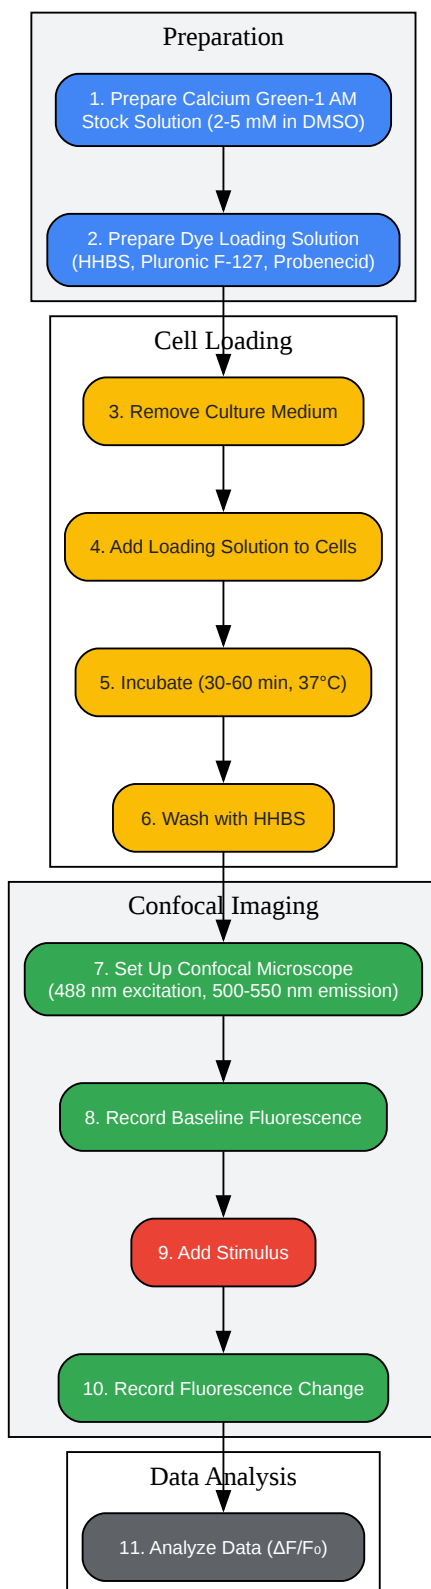 Preparation
1. Prepare Calcium Green-1 AM
Stock Solution (2-5 mM in DMSO)
2. Prepare Dye Loading Solution
(HHBS, Pluronic F-127, Probenecid)
Cell Loading
3. Remove Culture Medium
4. Add Loading Solution to Cells
5. Incubate (30-60 min, 37°C)
6. Wash with HHBS
Confocal Imaging
7. Set Up Confocal Microscope
(488 nm excitation, 500-550 nm emission)
8. Record Baseline Fluorescence
9. Add Stimulus
10. Record Fluorescence Change
Data Analysis
11. Analyze Data (ΔF/F₀)